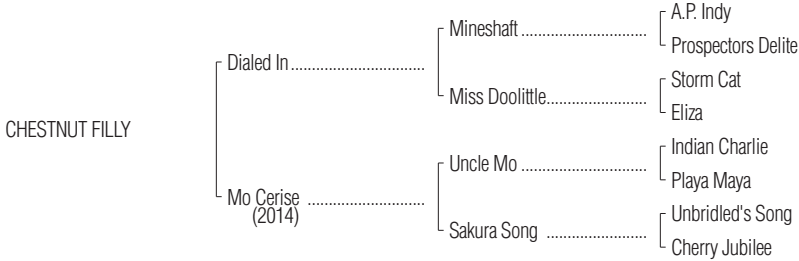 A.P. Indy
Mineshaft ..............................
Prospectors Delite
Dialed In ................................
Storm Cat
Miss Doolittle........................
Eliza
CHESTNUT FILLY
Indian Charlie
Uncle Mo ..............................
Playa Maya
Mo Cerise ............................
(2014)
Unbridled's Song
Sakura Song ........................
Cherry Jubilee